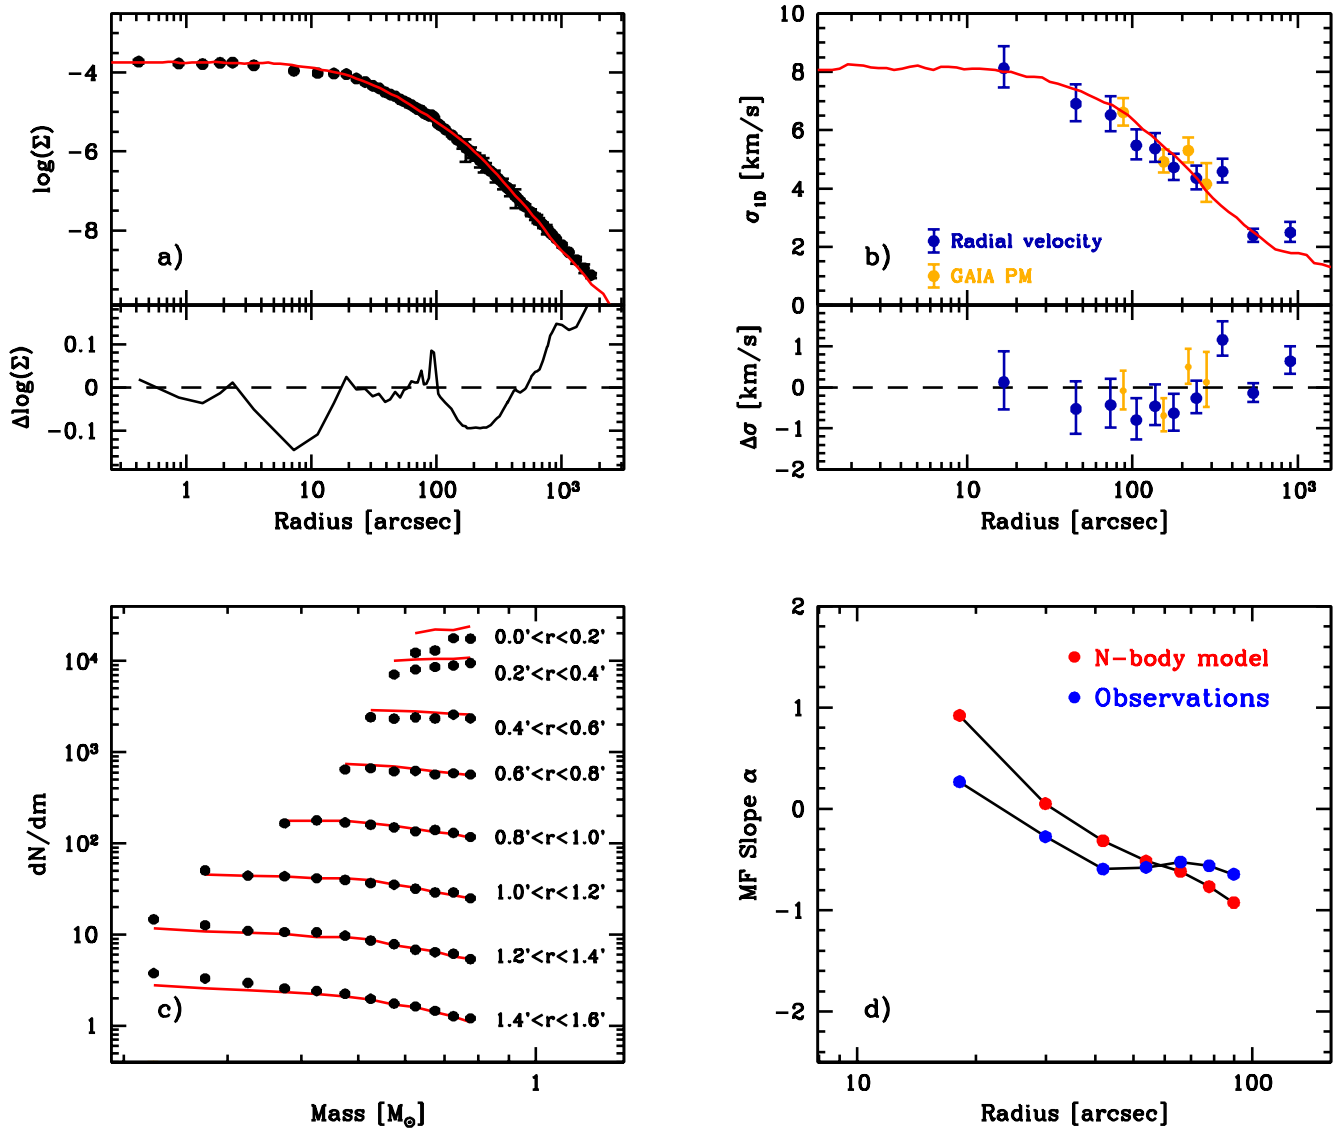 −4
−6
−8
log(Σ)
a)
0.1
0
−0.1
Δlog(Σ)
1
10
100
10³
Radius [arcsec]
10
8
6
4
2
0
σ₁D [km/s]
Radial velocity
GAIA PM
b)
1
0
−1
−2
Δσ [km/s]
10
100
10³
Radius [arcsec]
10⁴
10³
10²
10
1
dN/dm
0.0'<r<0.2'
0.2'<r<0.4'
0.4'<r<0.6'
0.6'<r<0.8'
0.8'<r<1.0'
1.0'<r<1.2'
1.2'<r<1.4'
1.4'<r<1.6'
c)
1
Mass [M⊙]
2
1
0
−1
−2
MF Slope α
N−body model
Observations
d)
10
100
Radius [arcsec]